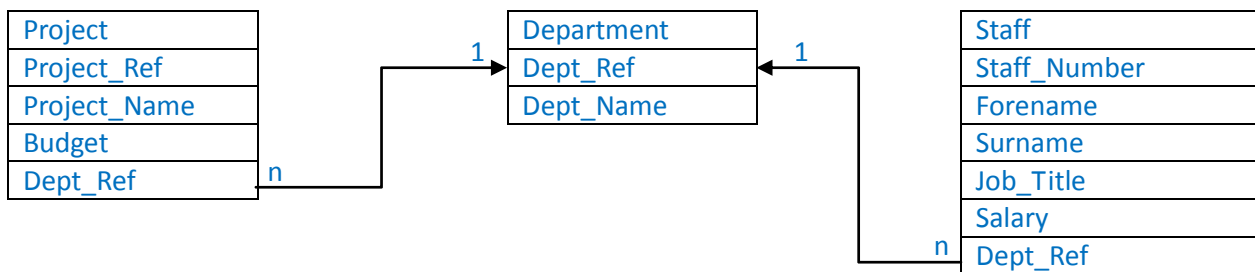 Project
Project_Ref
Project_Name
Budget
Dept_Ref
n
1
Department
Dept_Ref
Dept_Name
1
n
Staff
Staff_Number
Forename
Surname
Job_Title
Salary
Dept_Ref